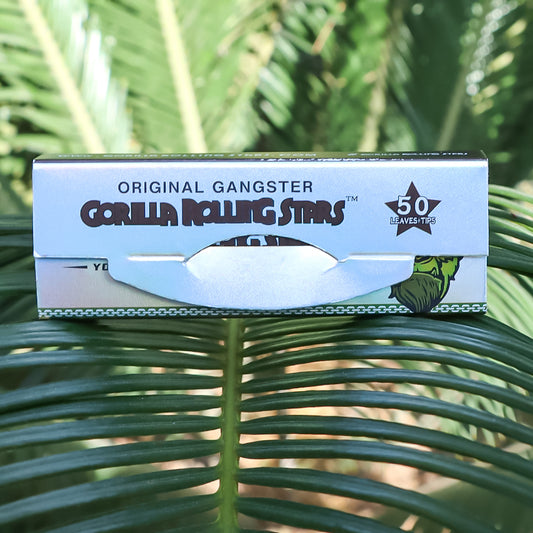 ORIGINAL GANGSTER
GORILLA ROLLING STARS™
50
LEAVES+TIPS